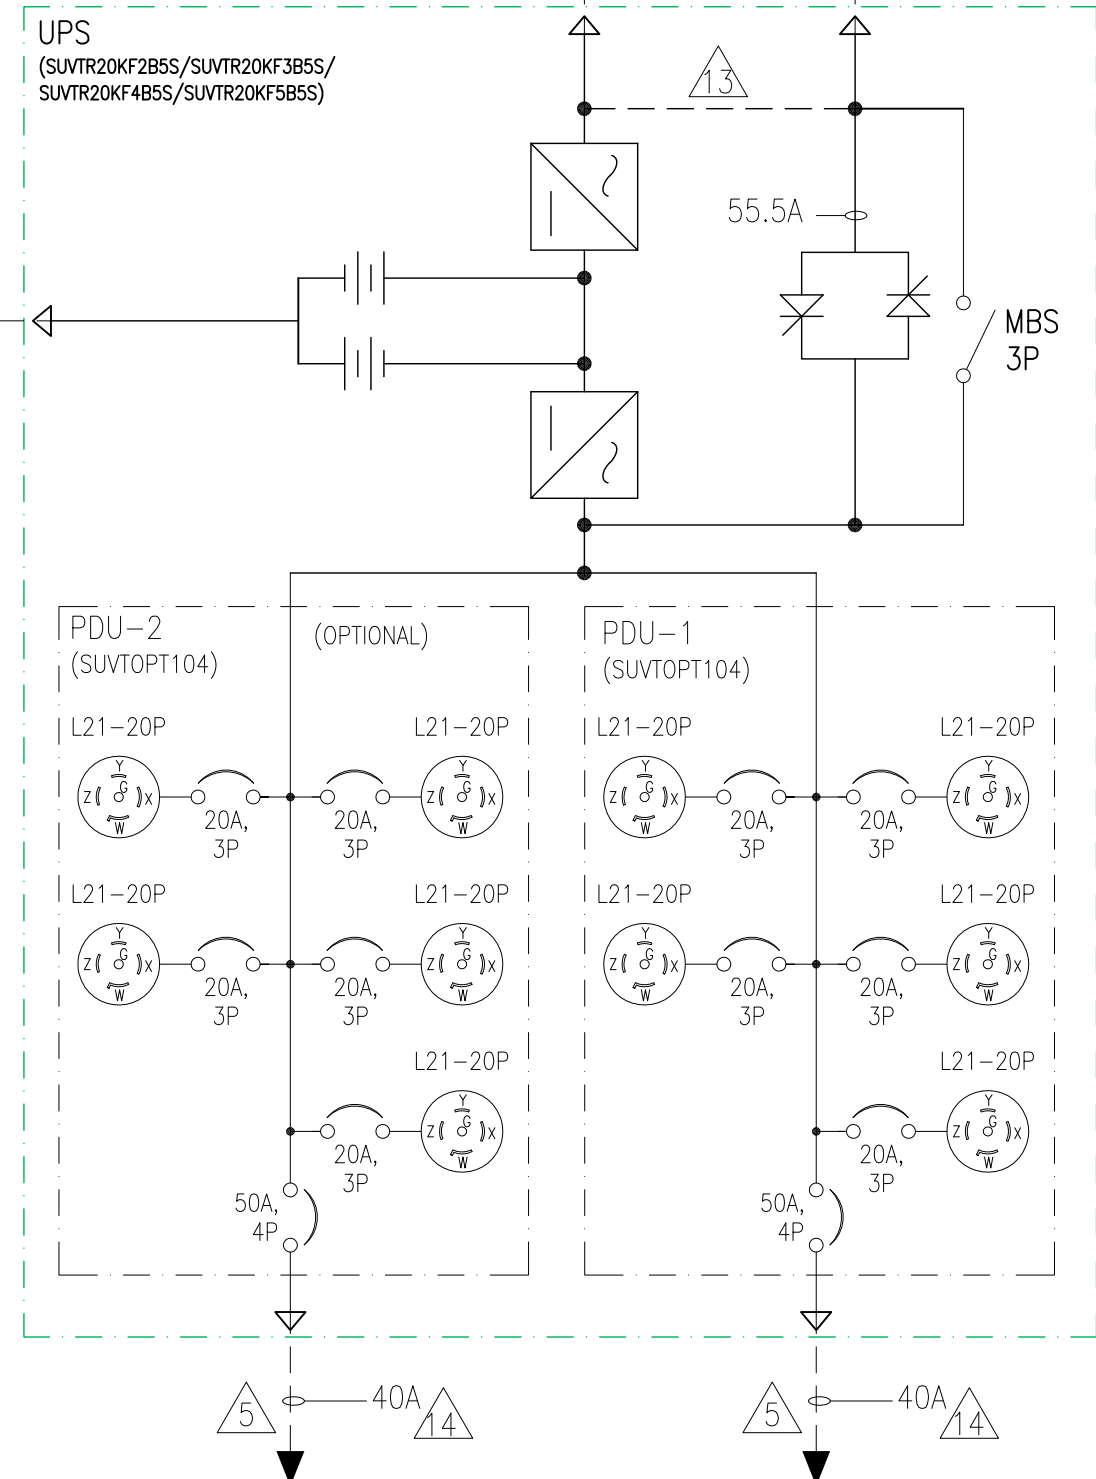 UPS
(SUVTR20KF2B5S/SUVTR20KF3B5S/
SUVTR20KF4B5S/SUVTR20KF5B5S)
13
55.5A
MBS
3P
PDU-2
(OPTIONAL)
(SUVTOPT104)
PDU-1
(SUVTOPT104)
L21-20P
L21-20P
L21-20P
L21-20P
Y
Z G X
W
20A,
3P
20A,
3P
Y
Z G X
W
Y
Z G X
W
20A,
3P
20A,
3P
Y
Z G X
W
L21-20P
L21-20P
L21-20P
L21-20P
Y
Z G X
W
20A,
3P
20A,
3P
Y
Z G X
W
Y
Z G X
W
20A,
3P
20A,
3P
Y
Z G X
W
L21-20P
L21-20P
20A,
3P
Y
Z G X
W
20A,
3P
Y
Z G X
W
50A,
4P
50A,
4P
5
40A
14
5
40A
14